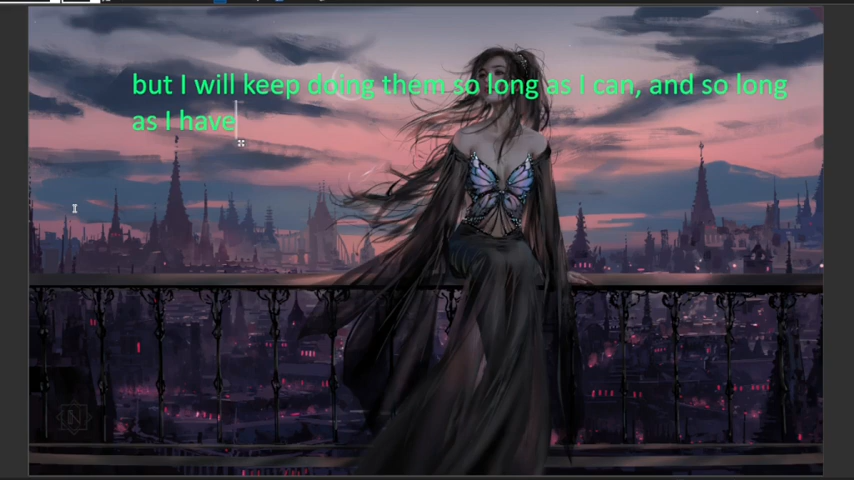 but I will keep doing them so long as I can, and so long
as I have